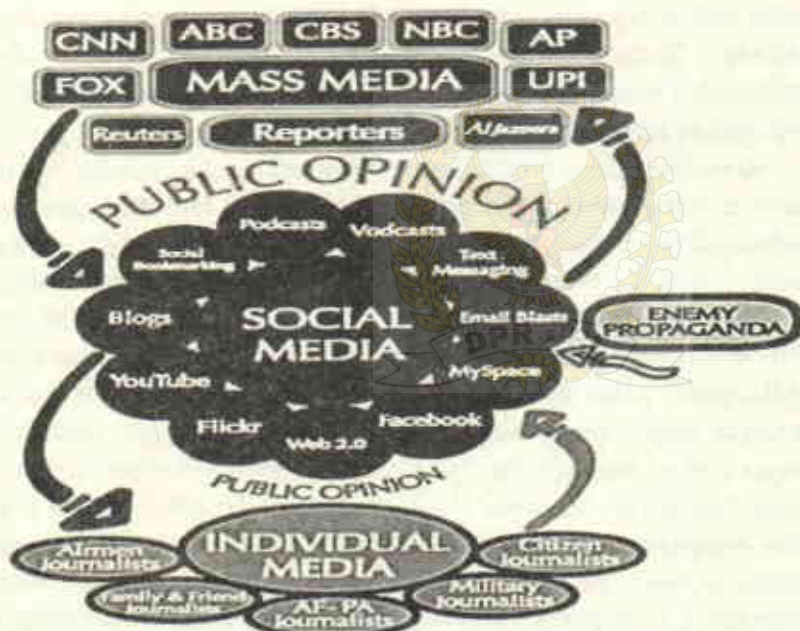 CNN
ABC
CBS
NBC
AP
FOX
MASS MEDIA
UPI
Reuters
Reporters
Al Jazeera
PUBLIC OPINION
Podcasts
Vodcasts
Social
Bookmarking
Text
Messaging
Blogs
SOCIAL
MEDIA
Email Blasts
ENEMY
PROPAGANDA
DPR
YouTube
MySpace
Flickr
Web 2.0
Facebook
PUBLIC OPINION
Airmen
Journalists
INDIVIDUAL
MEDIA
Citizen
Journalists
Family & Friend
Journalists
AF-PA
Journalists
Military
Journalists